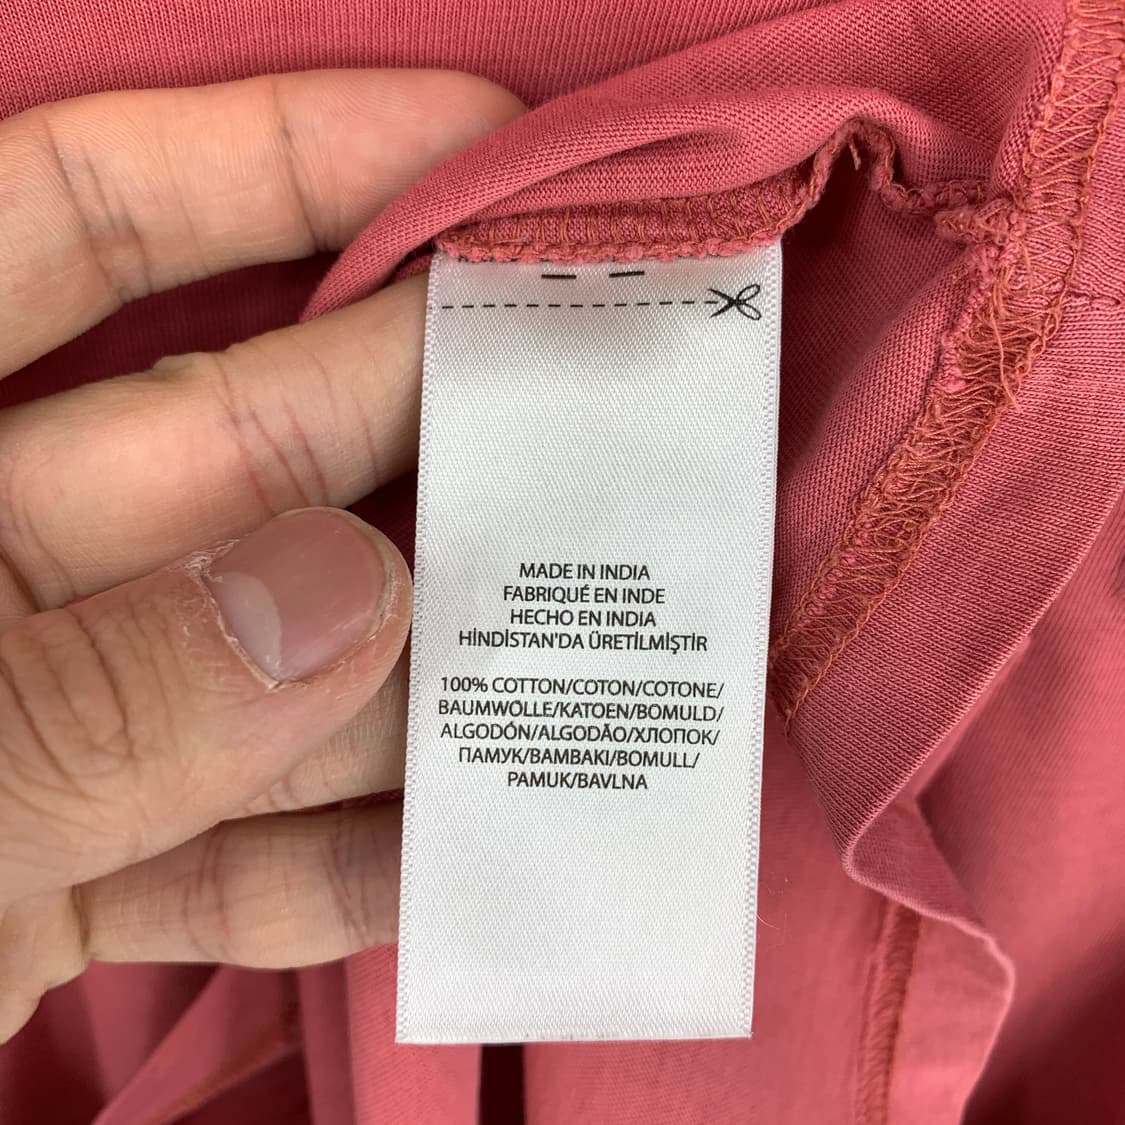 MADE IN INDIA
FABRIQUÉ EN INDE
HECHO EN INDIA
HİNDİSTAN'DA ÜRETİLMİŞTİR
100% COTTON/COTON/COTONE/
BAUMWOLLE/KATOEN/BOMULD/
ALGODÓN/ALGODÃO/ХЛОПОК/
ПАМУК/BAMBAKI/BOMULL/
PAMUK/BAVLNA